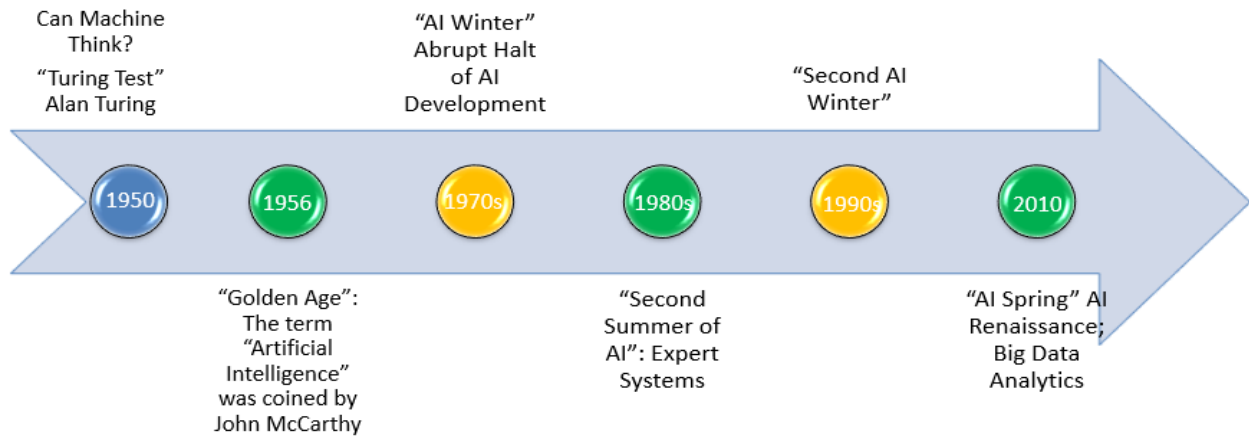 Can Machine
Think?
“Turing Test”
Alan Turing
“AI Winter”
Abrupt Halt
of AI
Development
“Second AI
Winter”
1950
1956
1970s
1980s
1990s
2010
“Golden Age”:
The term
“Artificial
Intelligence”
was coined by
John McCarthy
“Second
Summer of
AI”: Expert
Systems
“AI Spring” AI
Renaissance;
Big Data
Analytics